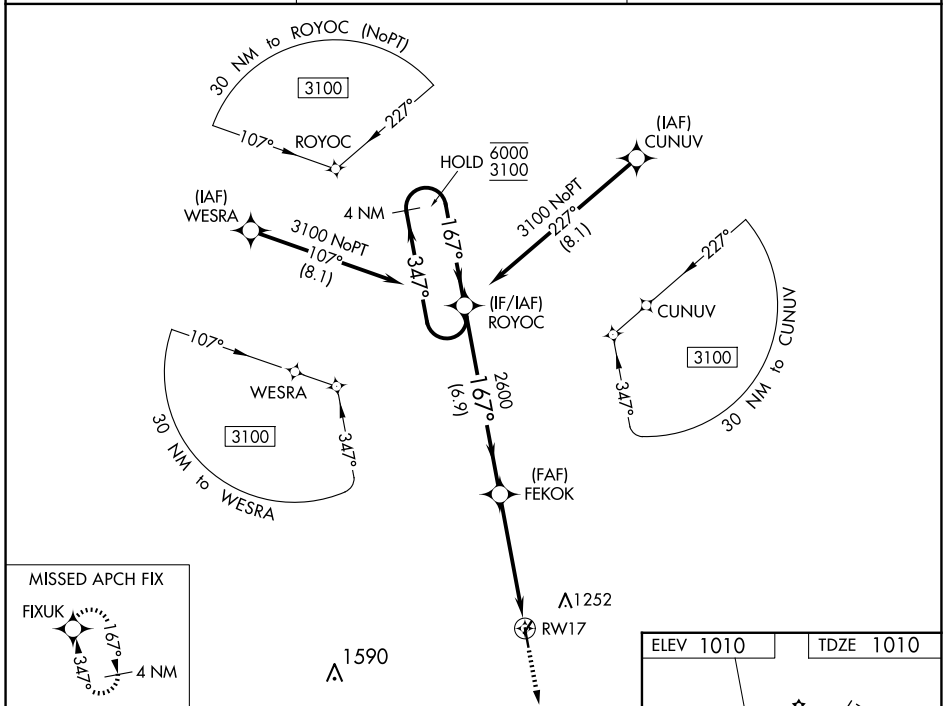 30 NM to ROYOC (NoPT)
3100
107°
227°
ROYOC
HOLD
6000
3100
4 NM
167°
347°
(IAF)
CUNUV
3100 NoPT
227°
(8.1)
(IAF)
WESRA
3100 NoPT
107°
(8.1)
(IF/IAF)
ROYOC
227°
CUNUV
3100
347°
30 NM to CUNUV
107°
WESRA
3100
347°
30 NM to WESRA
2600
167°
(6.9)
(FAF)
FEKOK
1252
RW17
1590
MISSED APCH FIX
FIXUK
167°
347°
4 NM
ELEV 1010
TDZE 1010